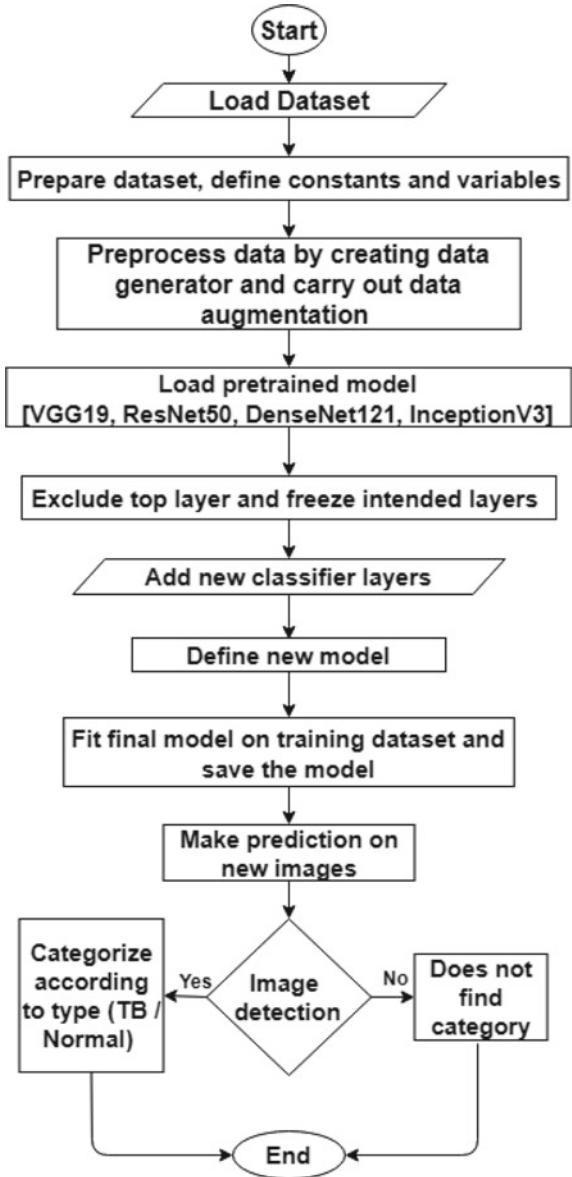 Start
Load Dataset
Prepare dataset, define constants and variables
Preprocess data by creating data
generator and carry out data
augmentation
Load pretrained model
[VGG19, ResNet50, DenseNet121, InceptionV3]
Exclude top layer and freeze intended layers
Add new classifier layers
Define new model
Fit final model on training dataset and
save the model
Make prediction on
new images
Categorize
according
to type (TB /
Normal)
Yes
Image
detection
No
Does not
find
category
End